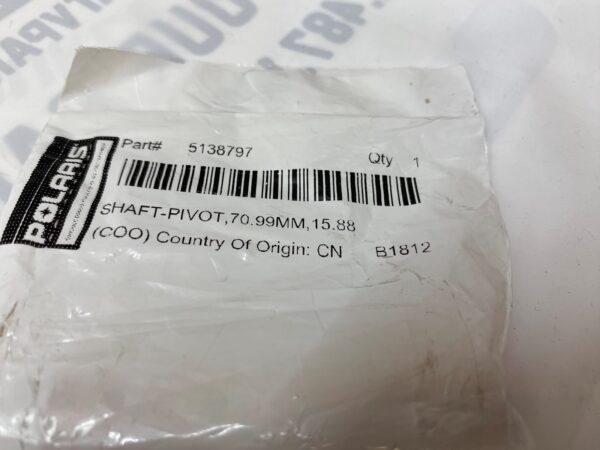 Part# 5138797 Qty 1
SHAFT-PIVOT,70.99MM,15.88
(COO) Country Of Origin: CN B1812
POLARIS